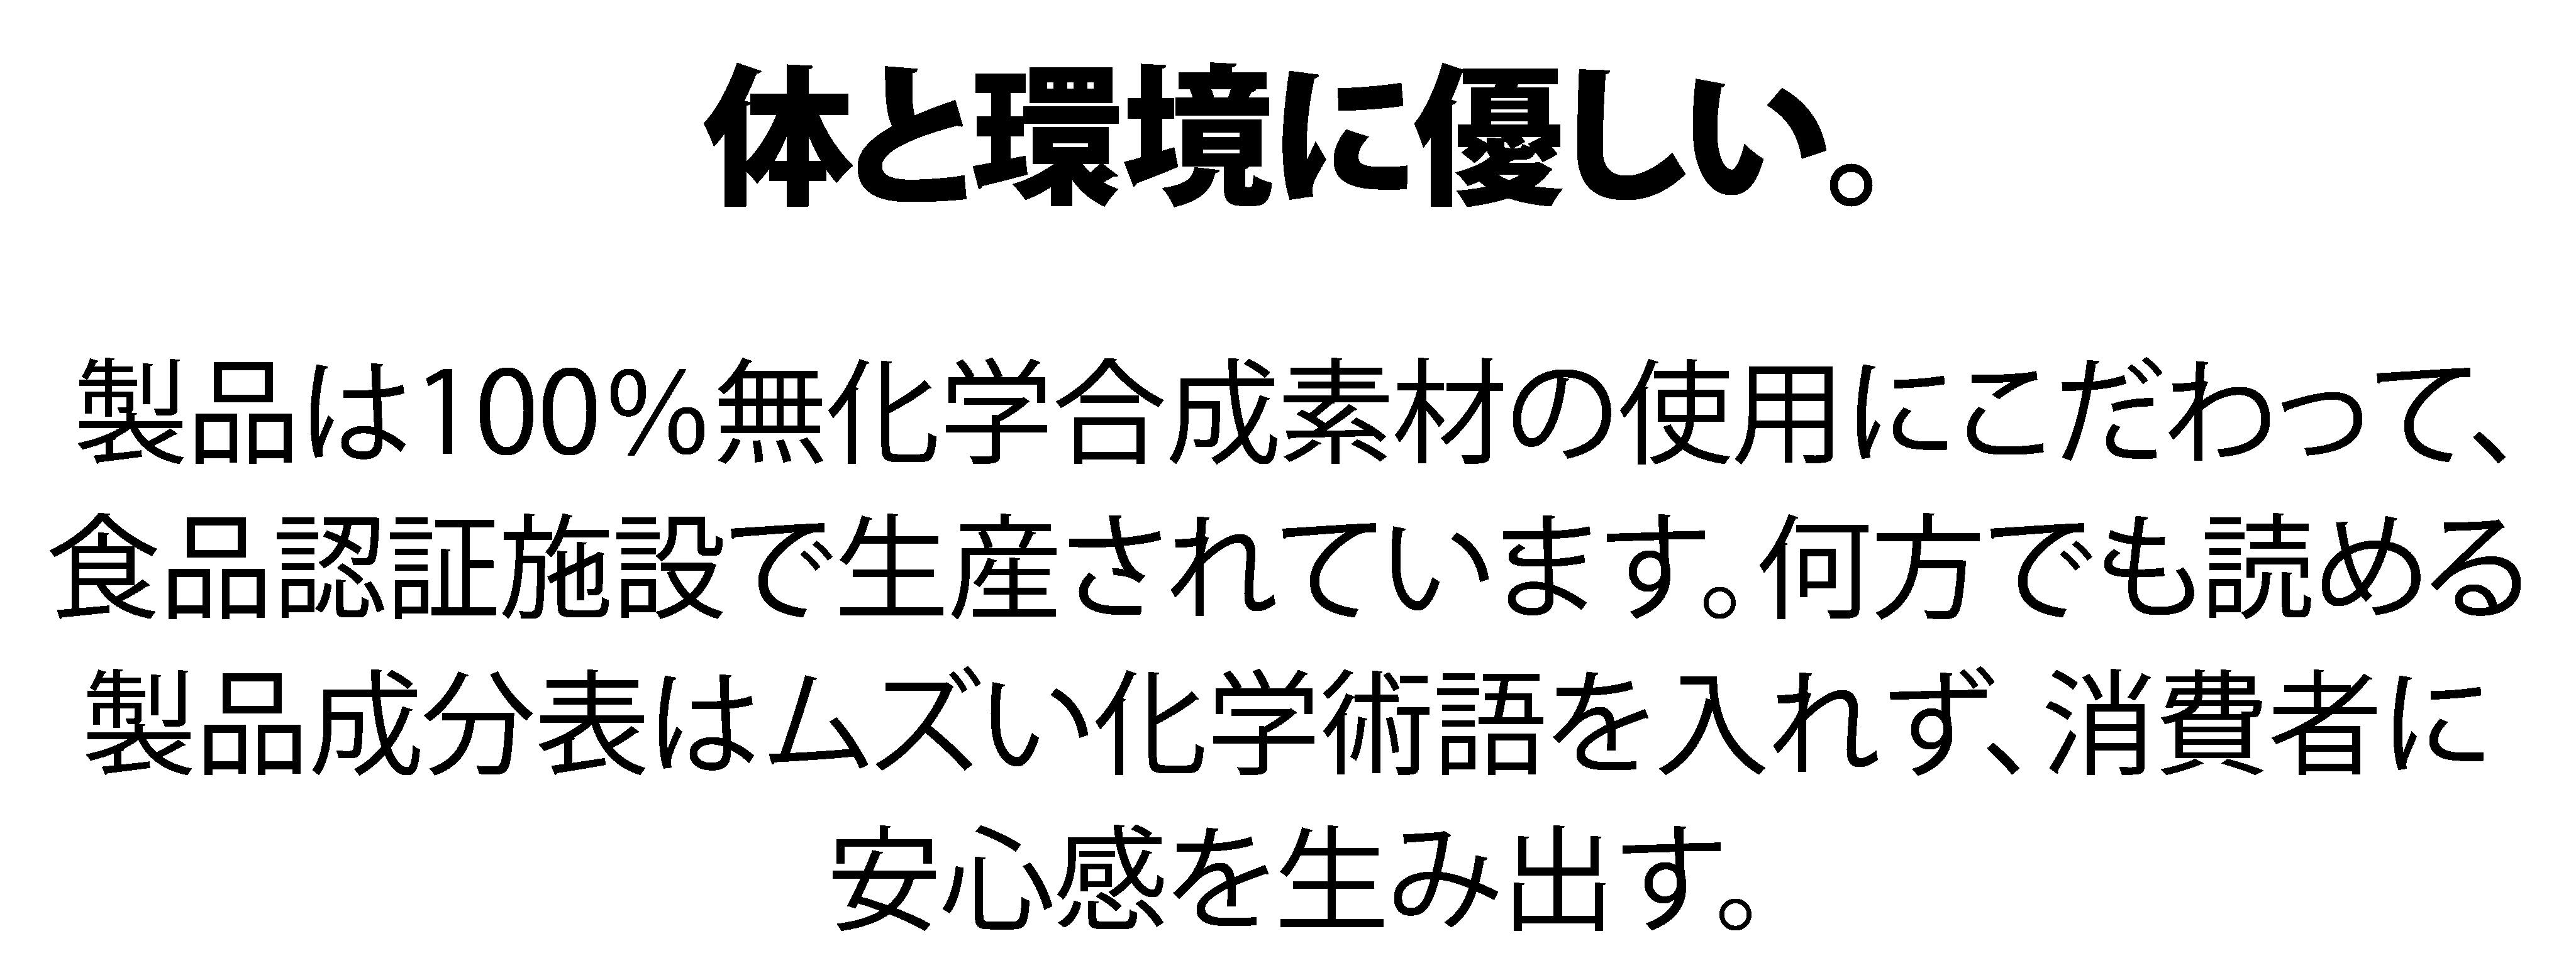 体と環境に優しい。
製品は100%無化学合成素材の使用にこだわって、
食品認証施設で生産されています。何方でも読める
製品成分表はムズい化学術語を入れず、消費者に
安心感を生み出す。